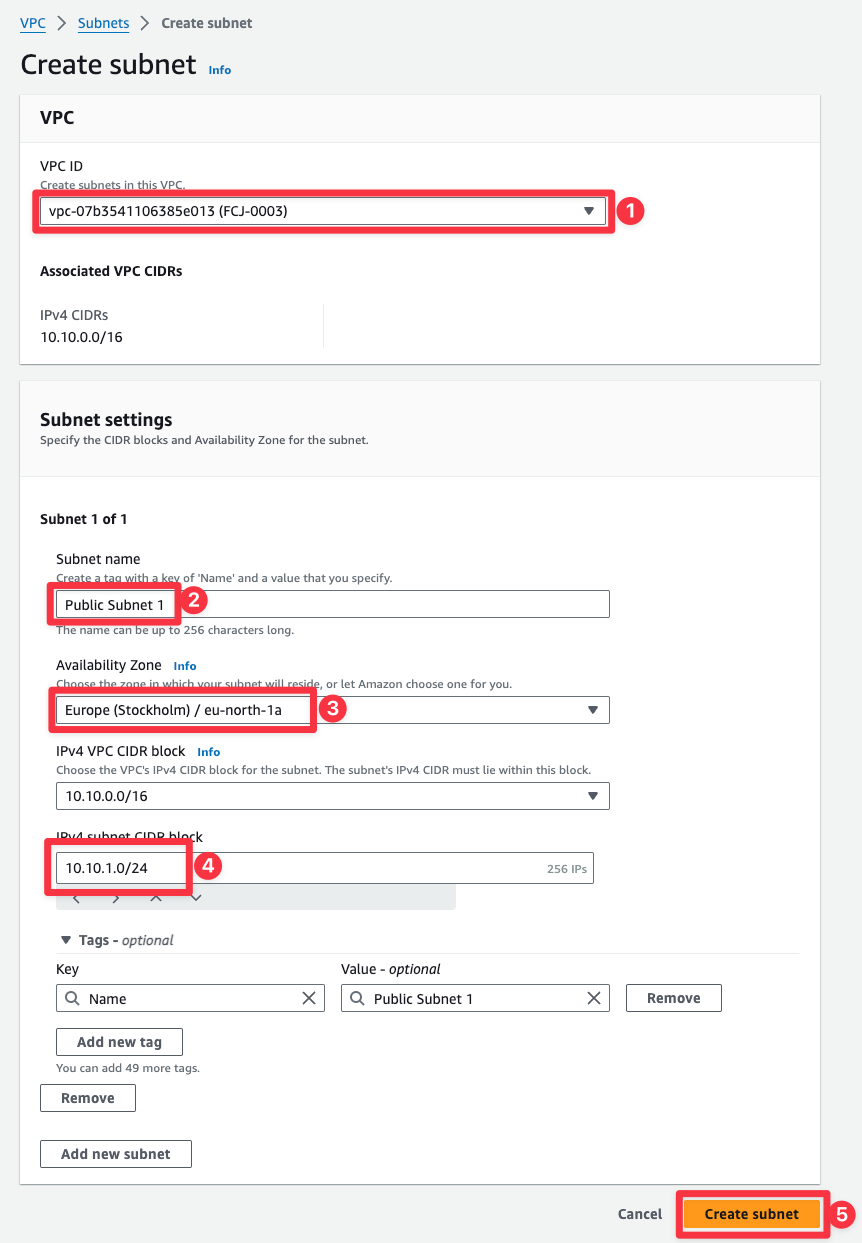 VPC > Subnets > Create subnet
Create subnet Info
VPC
VPC ID
Create subnets in this VPC.
vpc-07b3541106385e013 (FCJ-0003)
1
Associated VPC CIDRs
IPv4 CIDRs
10.10.0.0/16
Subnet settings
Specify the CIDR blocks and Availability Zone for the subnet.
Subnet 1 of 1
Subnet name
Create a tag with a key of 'Name' and a value that you specify.
Public Subnet 1
2
The name can be up to 256 characters long.
Availability Zone Info
Choose the zone in which your subnet will reside, or let Amazon choose one for you.
Europe (Stockholm) / eu-north-1a
3
IPv4 VPC CIDR block Info
Choose the VPC's IPv4 CIDR block for the subnet. The subnet's IPv4 CIDR must lie within this block.
10.10.0.0/16
IPv4 subnet CIDR block
10.10.1.0/24
4
256 IPs
Tags - optional
Key Value - optional
Name Public Subnet 1 Remove
Add new tag
You can add 49 more tags.
Remove
Add new subnet
Cancel Create subnet 5